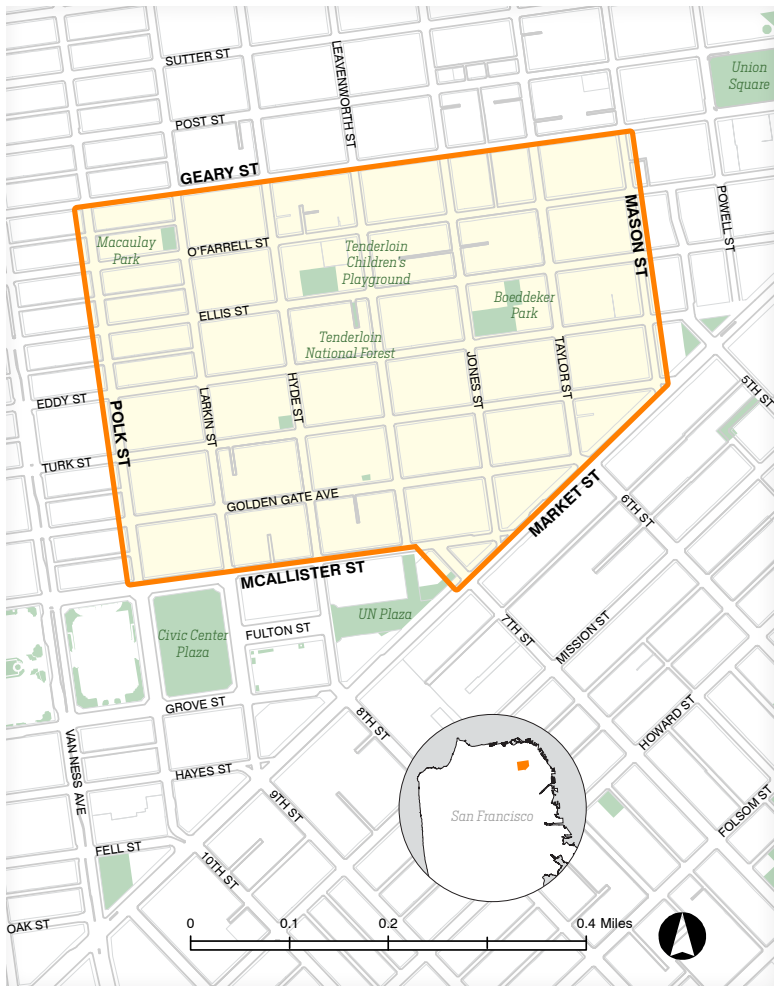 SUTTER ST
LEAVENWORTH ST
Union
Square
POST ST
GEARY ST
MASON ST
POWELL ST
Macaulay
Park
O'FARRELL ST
Tenderloin
Children's
Playground
ELLIS ST
Boeddeker
Park
Tenderloin
National Forest
EDDY ST
POLK ST
LARKIN ST
HYDE ST
JONES ST
TAYLOR ST
5TH ST
TURK ST
GOLDEN GATE AVE
MARKET ST
6TH ST
MCALLISTER ST
UN Plaza
Civic Center
Plaza
FULTON ST
7TH ST
MISSION ST
GROVE ST
8TH ST
HOWARD ST
VAN NESS AVE
HAYES ST
9TH ST
San Francisco
FOLSOM ST
FELL ST
10TH ST
OAK ST
0
0.1
0.2
0.4 Miles